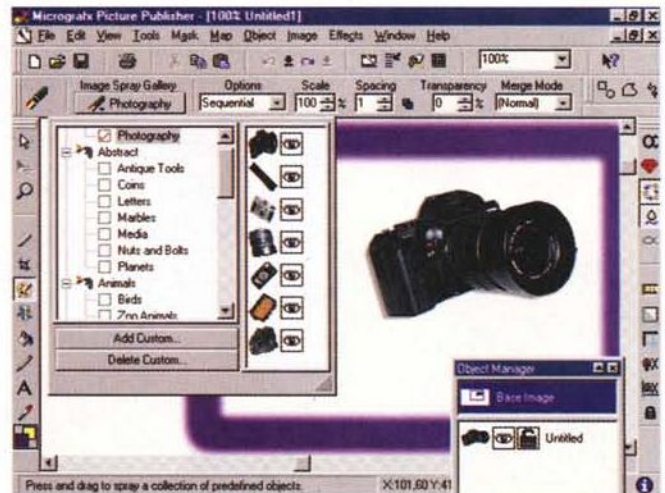 Micrografx Picture Publisher - [100% Untitled1]
File Edit View Tools Mask Map Object Image Effects Window Help
100%
Image Spray Gallery Options Scale Spacing Transparency Merge Mode
Photography Sequential 100 % 1 0 % (Normal)
Photography
Abstract
Antique Tools
Coins
Letters
Marbles
Media
Nuts and Bolts
Planets
Animals
Birds
Zoo Animals
Add Custom...
Delete Custom...
Object Manager
Base Image
Untitled
Press and drag to spray a collection of predefined objects. X:101,60 Y:41